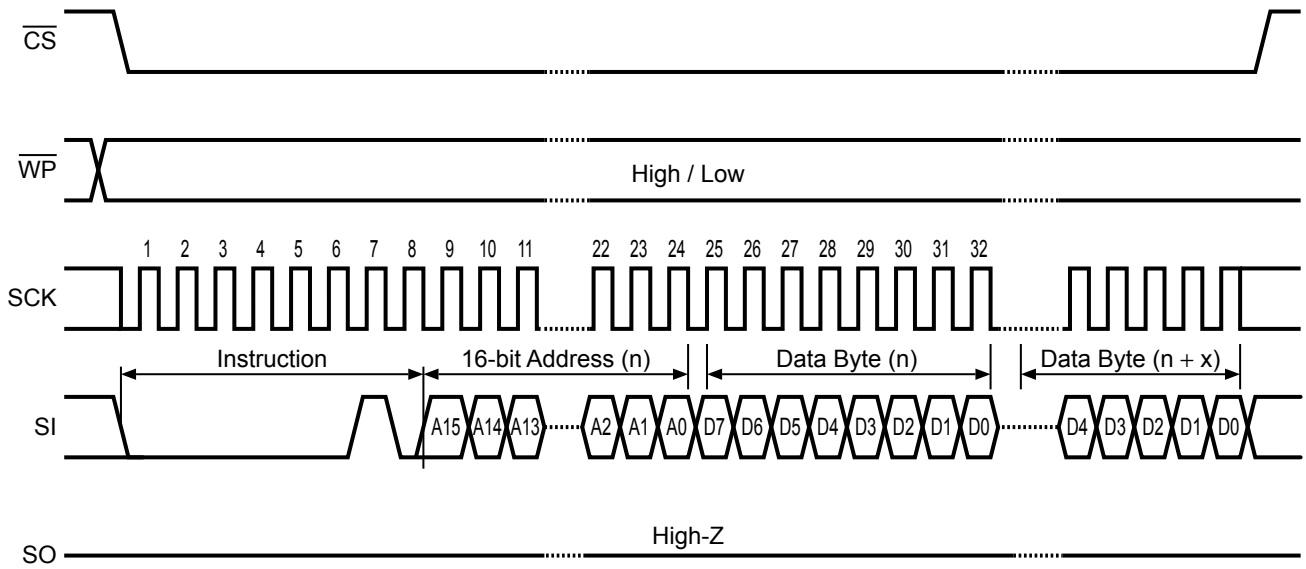 CS
WP
High / Low
1 2 3 4 5 6 7 8 9 10 11 22 23 24 25 26 27 28 29 30 31 32
SCK
Instruction 16-bit Address (n) Data Byte (n) Data Byte (n + x)
SI A15 A14 A13 A2 A1 A0 D7 D6 D5 D4 D3 D2 D1 D0 D4 D3 D2 D1 D0
High-Z
SO